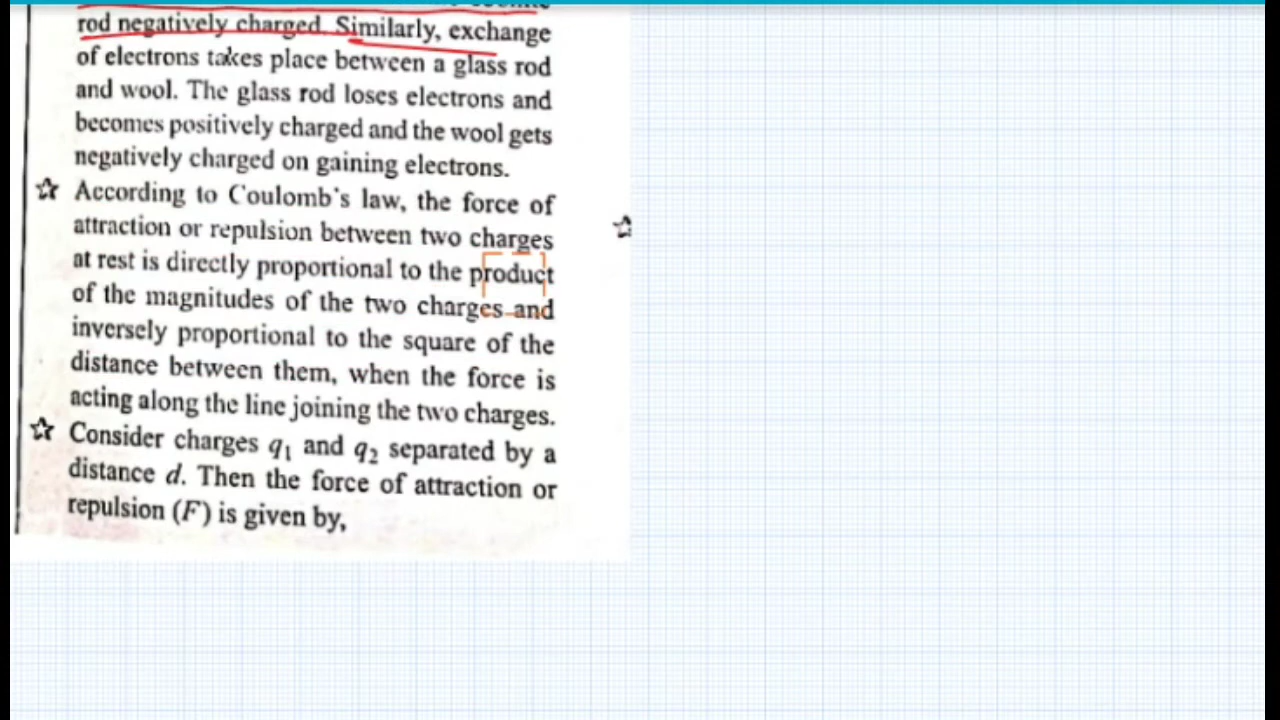 rod negatively charged. Similarly, exchange
of electrons takes place between a glass rod
and wool. The glass rod loses electrons and
becomes positively charged and the wool gets
negatively charged on gaining electrons.
☆ According to Coulomb's law, the force of
attraction or repulsion between two charges
at rest is directly proportional to the product
of the magnitudes of the two charges and
inversely proportional to the square of the
distance between them, when the force is
acting along the line joining the two charges.
☆ Consider charges q₁ and q₂ separated by a
distance d. Then the force of attraction or
repulsion (F) is given by,